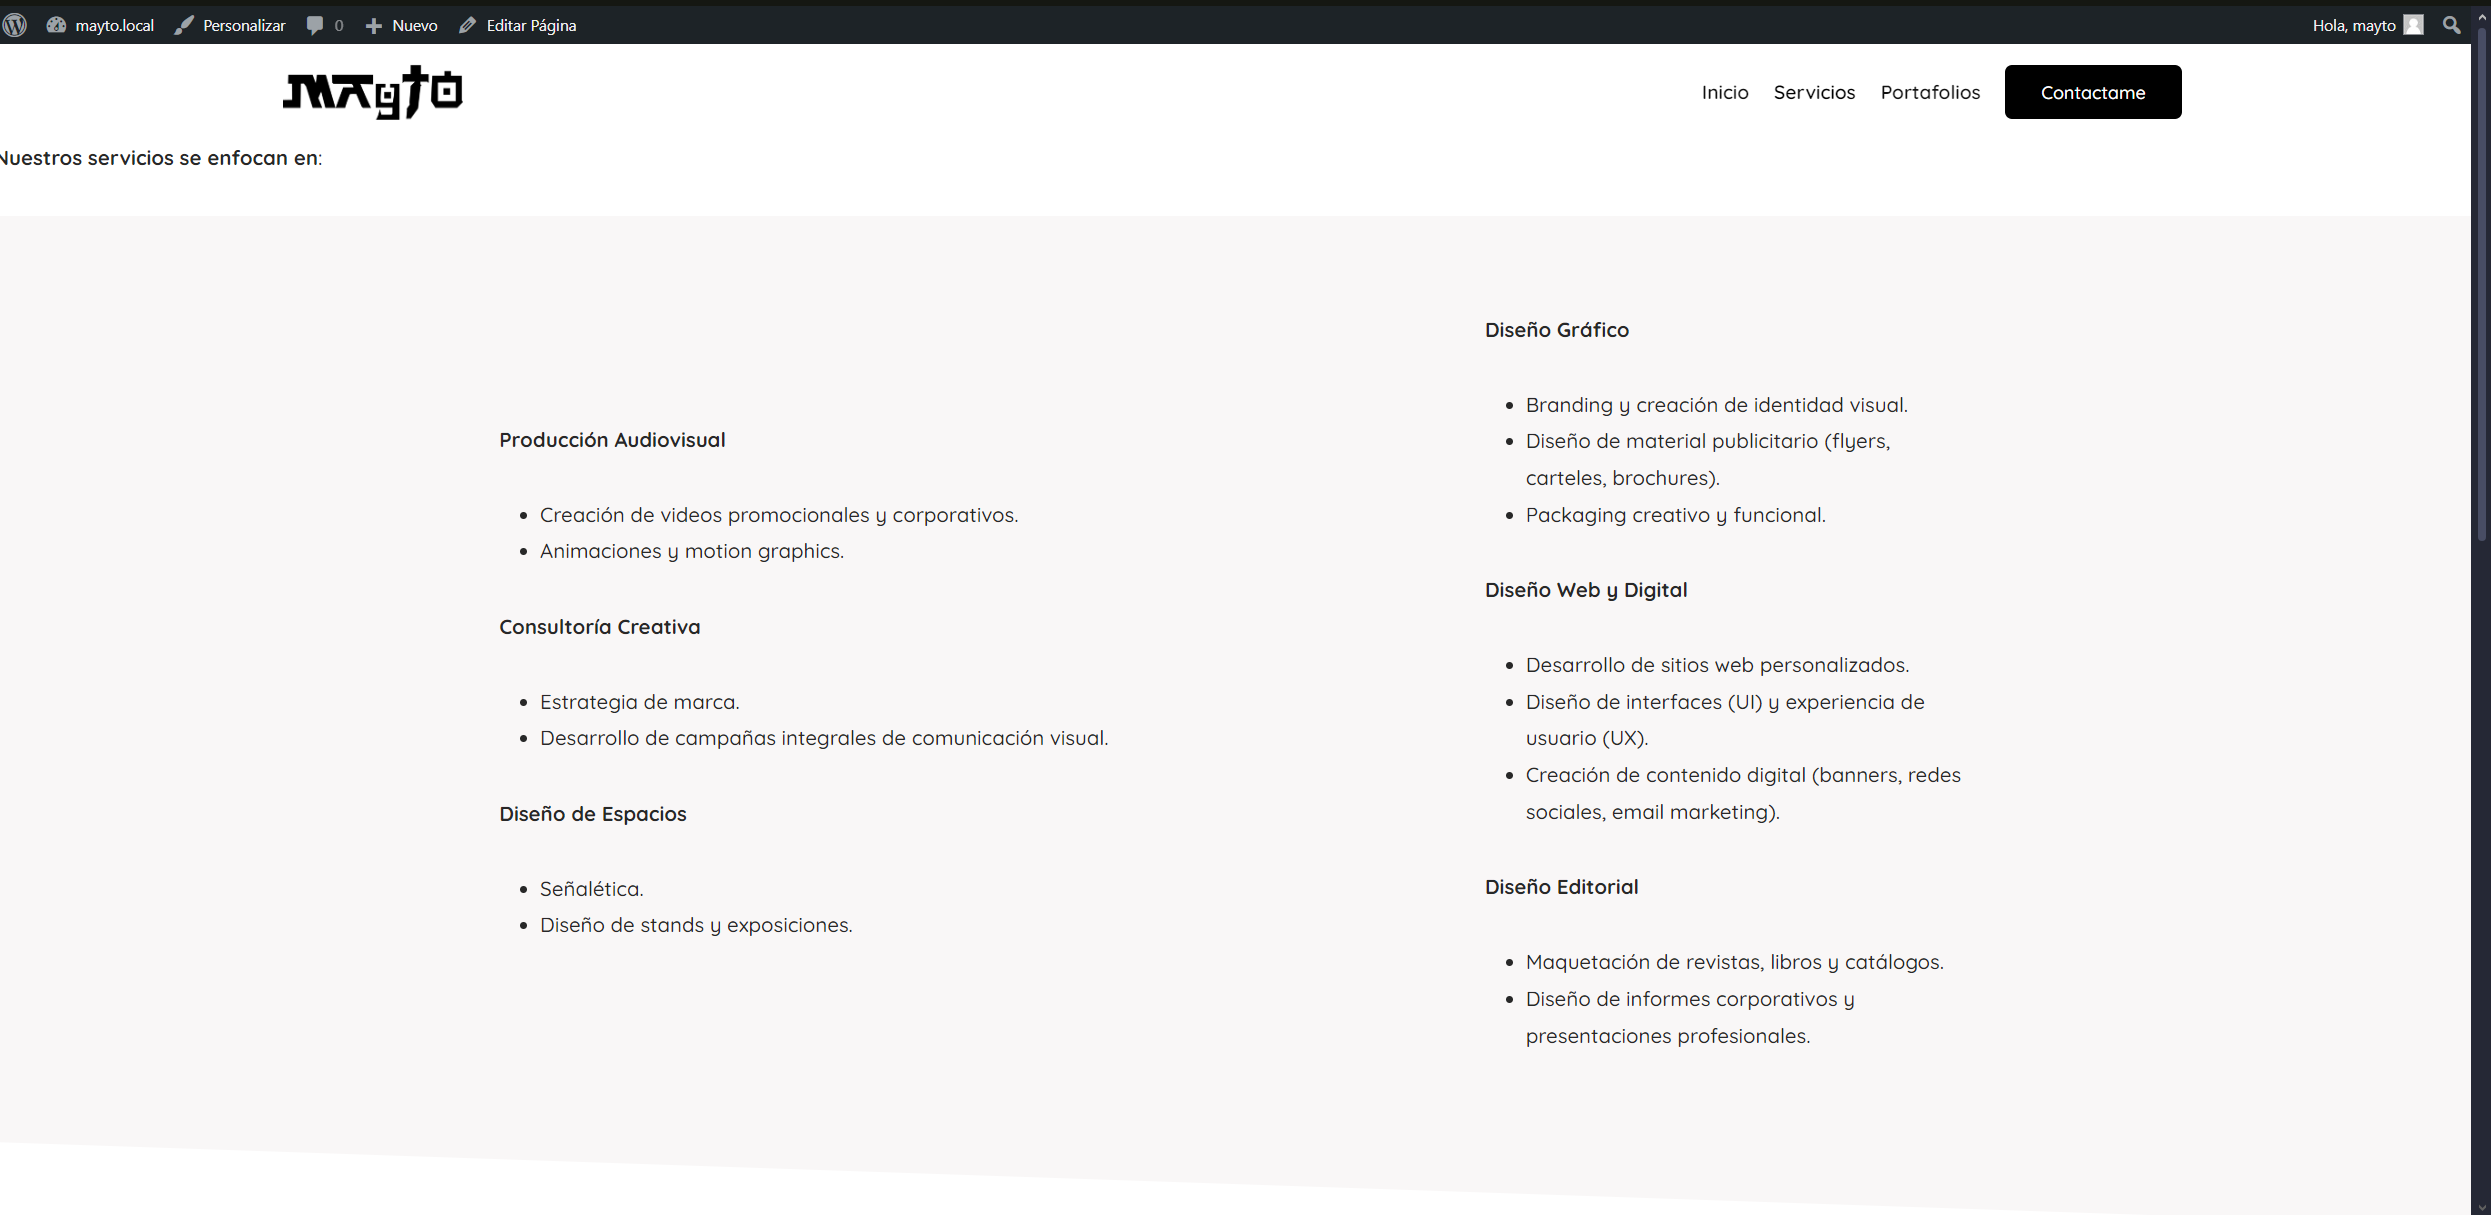 mayto.local Personalizar 0 Nuevo Editar Página Hola, mayto
mayto
Inicio Servicios Portafolios Contactame
Nuestros servicios se enfocan en:
Producción Audiovisual
Creación de videos promocionales y corporativos.
Animaciones y motion graphics.
Consultoría Creativa
Estrategia de marca.
Desarrollo de campañas integrales de comunicación visual.
Diseño de Espacios
Señalética.
Diseño de stands y exposiciones.
Diseño Gráfico
Branding y creación de identidad visual.
Diseño de material publicitario (flyers,
carteles, brochures).
Packaging creativo y funcional.
Diseño Web y Digital
Desarrollo de sitios web personalizados.
Diseño de interfaces (UI) y experiencia de
usuario (UX).
Creación de contenido digital (banners, redes
sociales, email marketing).
Diseño Editorial
Maquetación de revistas, libros y catálogos.
Diseño de informes corporativos y
presentaciones profesionales.